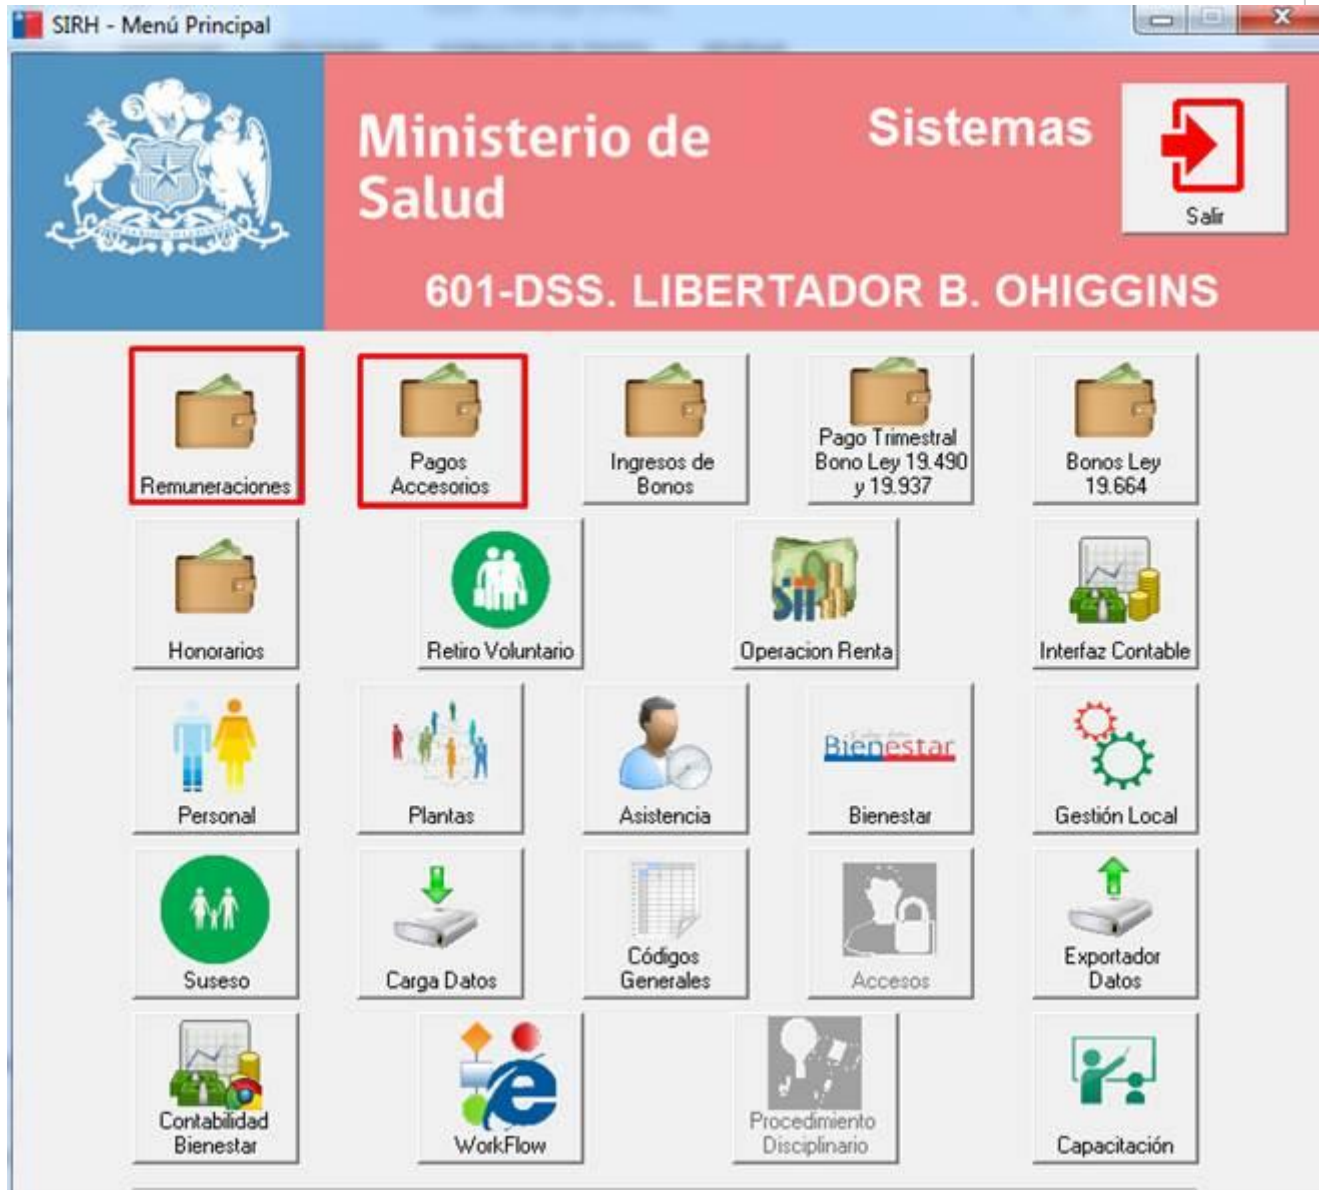 SIRH - Menú Principal
Ministerio de
Salud
Sistemas
Salir
601-DSS. LIBERTADOR B. OHIGGINS
Remuneraciones
Pagos
Accesorios
Ingresos de
Bonos
Pago Trimestral
Bono Ley 19.490
y 19.937
Bonos Ley
19.664
Honorarios
Retiro Voluntario
SII
Operacion Renta
Interfaz Contable
Personal
Plantas
Asistencia
Bienestar
Bienestar
Gestión Local
Suseso
Carga Datos
Códigos
Generales
Accesos
Exportador
Datos
Contabilidad
Bienestar
WorkFlow
Procedimiento
Disciplinario
Capacitación